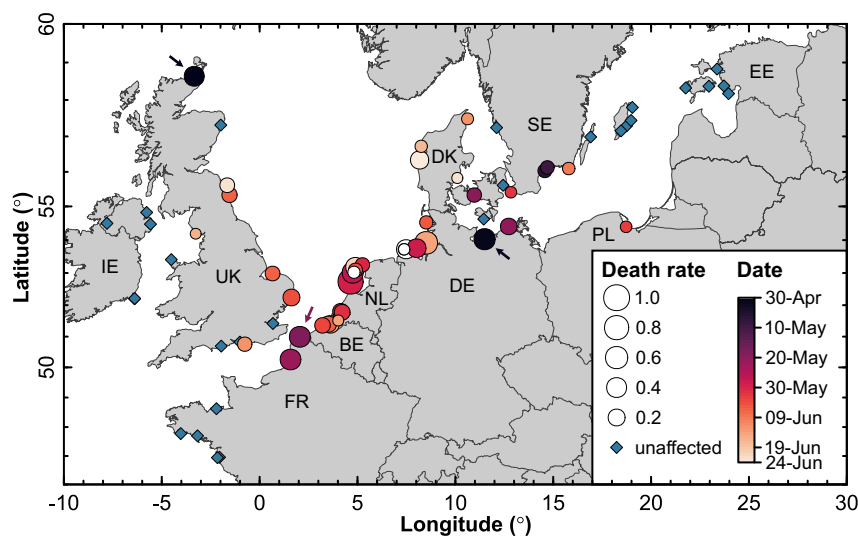 60
55
50
Latitude (°)
-10 -5 0 5 10 15 20 25 30
Longitude (°)
EE
SE
DK
PL
IE
UK
NL
DE
BE
FR
Death rate
1.0
0.8
0.6
0.4
0.2
unaffected
Date
30-Apr
10-May
20-May
30-May
09-Jun
19-Jun
24-Jun